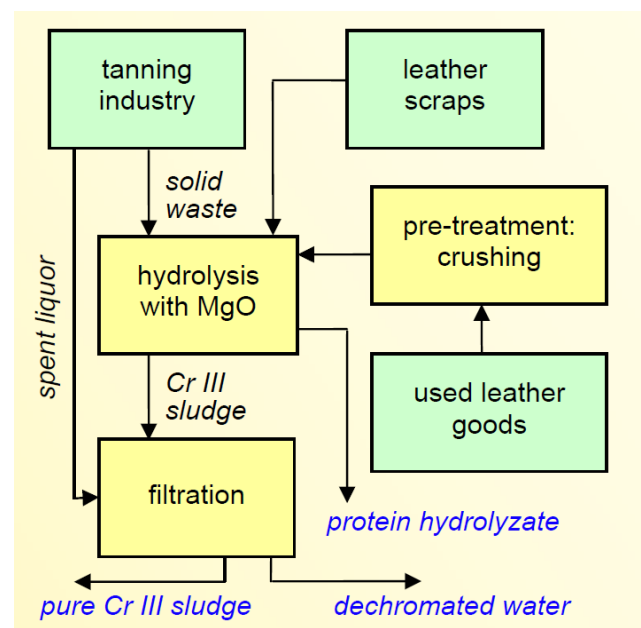 tanning
industry
leather
scraps
solid
waste
pre-treatment:
crushing
hydrolysis
with MgO
spent liquor
Cr III
sludge
used leather
goods
filtration
protein hydrolyzate
pure Cr III sludge
dechromated water